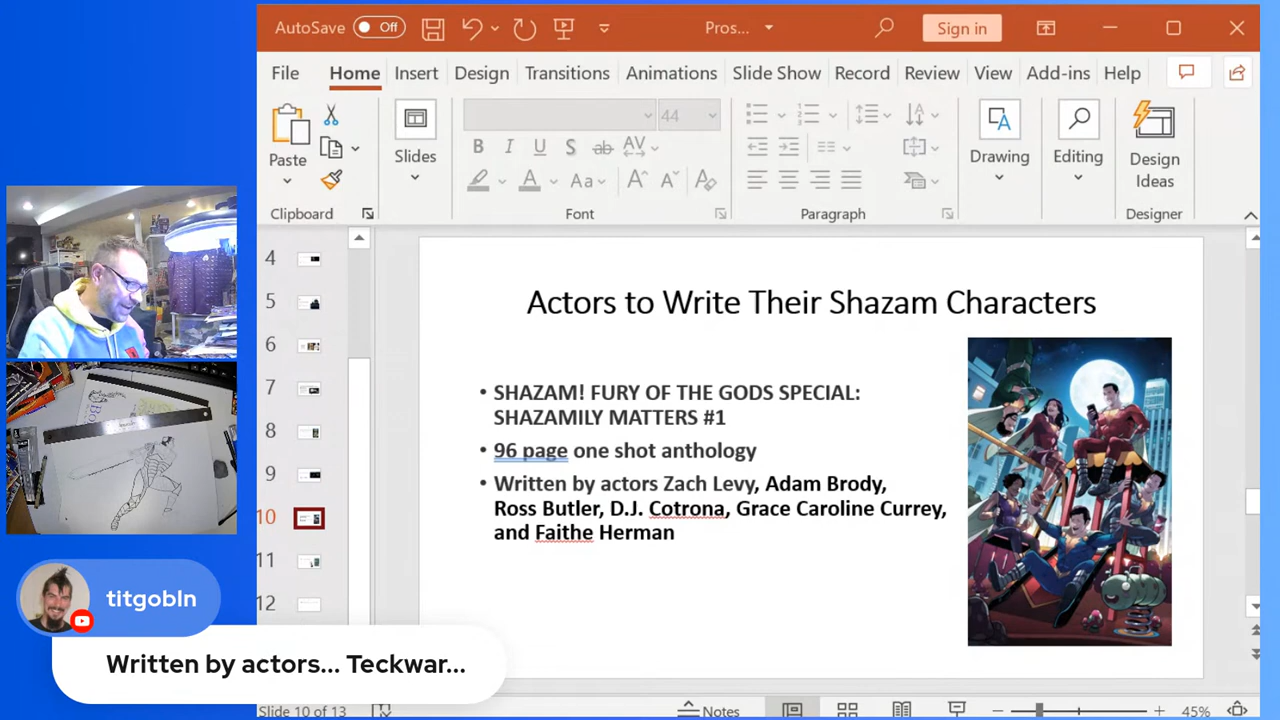 AutoSave Off Pros... Sign in
File Home Insert Design Transitions Animations Slide Show Record Review View Add-ins Help
44
B I U S ab AV
Aa A A A
Paste Slides Drawing Editing Design
Ideas
Clipboard Font Paragraph Designer
4
5
6
7
8
9
10
11
12
Actors to Write Their Shazam Characters
• SHAZAM! FURY OF THE GODS SPECIAL:
SHAZAMILY MATTERS #1
• 96 page one shot anthology
• Written by actors Zach Levy, Adam Brody,
Ross Butler, D.J. Cotrona, Grace Caroline Currey,
and Faithe Herman
titgobln
Written by actors... Teckwar...
Slide 10 of 13 Notes 45%